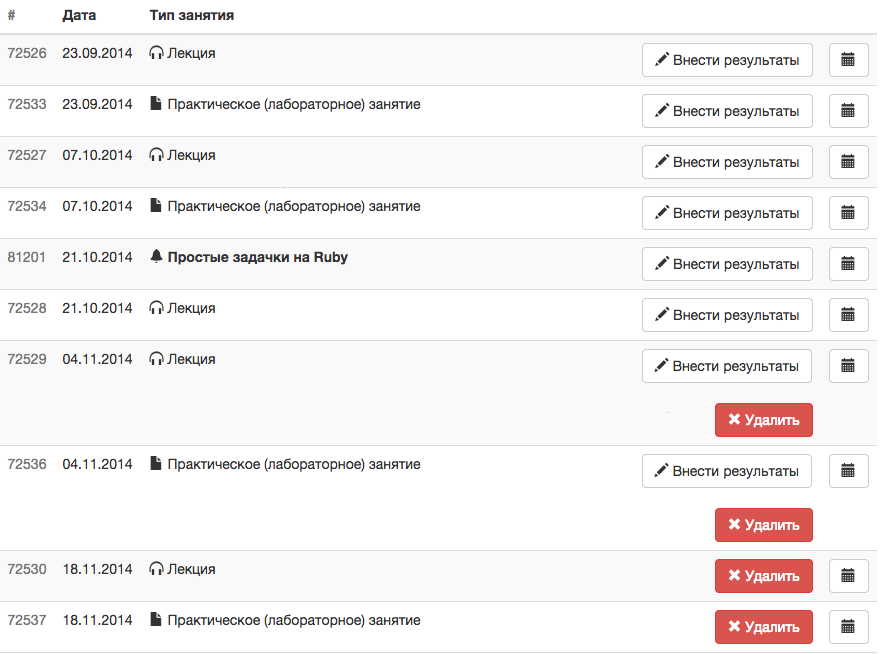 # Дата Тип занятия
72526 23.09.2014 Лекция Внести результаты
72533 23.09.2014 Практическое (лабораторное) занятие Внести результаты
72527 07.10.2014 Лекция Внести результаты
72534 07.10.2014 Практическое (лабораторное) занятие Внести результаты
81201 21.10.2014 Простые задачки на Ruby Внести результаты
72528 21.10.2014 Лекция Внести результаты
72529 04.11.2014 Лекция Внести результаты
Удалить
72536 04.11.2014 Практическое (лабораторное) занятие Внести результаты
Удалить
72530 18.11.2014 Лекция Удалить
72537 18.11.2014 Практическое (лабораторное) занятие Удалить